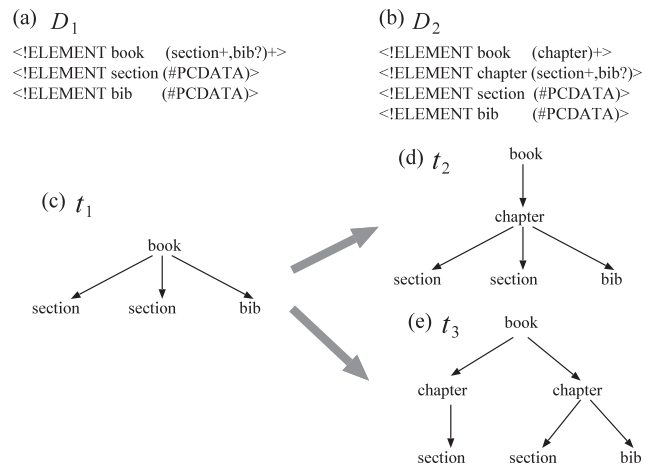 (a) D1
<!ELEMENT book (section+,bib?)+>
<!ELEMENT section (#PCDATA)>
<!ELEMENT bib (#PCDATA)>
(b) D2
<!ELEMENT book (chapter)+>
<!ELEMENT chapter (section+,bib?)>
<!ELEMENT section (#PCDATA)>
<!ELEMENT bib (#PCDATA)>
(c) t1
book
section section bib
(d) t2
book
chapter
section section bib
(e) t3
book
chapter chapter
section section bib